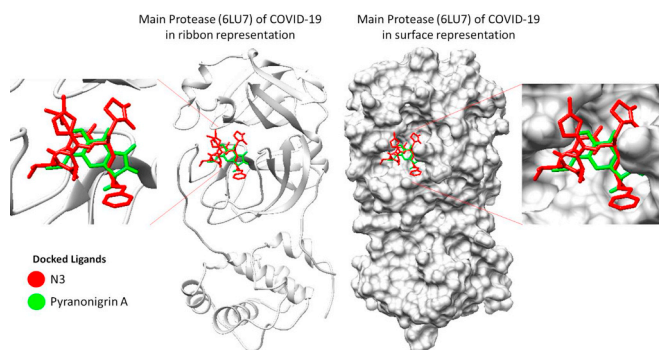 Main Protease (6LU7) of COVID-19
in ribbon representation
Main Protease (6LU7) of COVID-19
in surface representation
Docked Ligands
N3
Pyranonigrin A